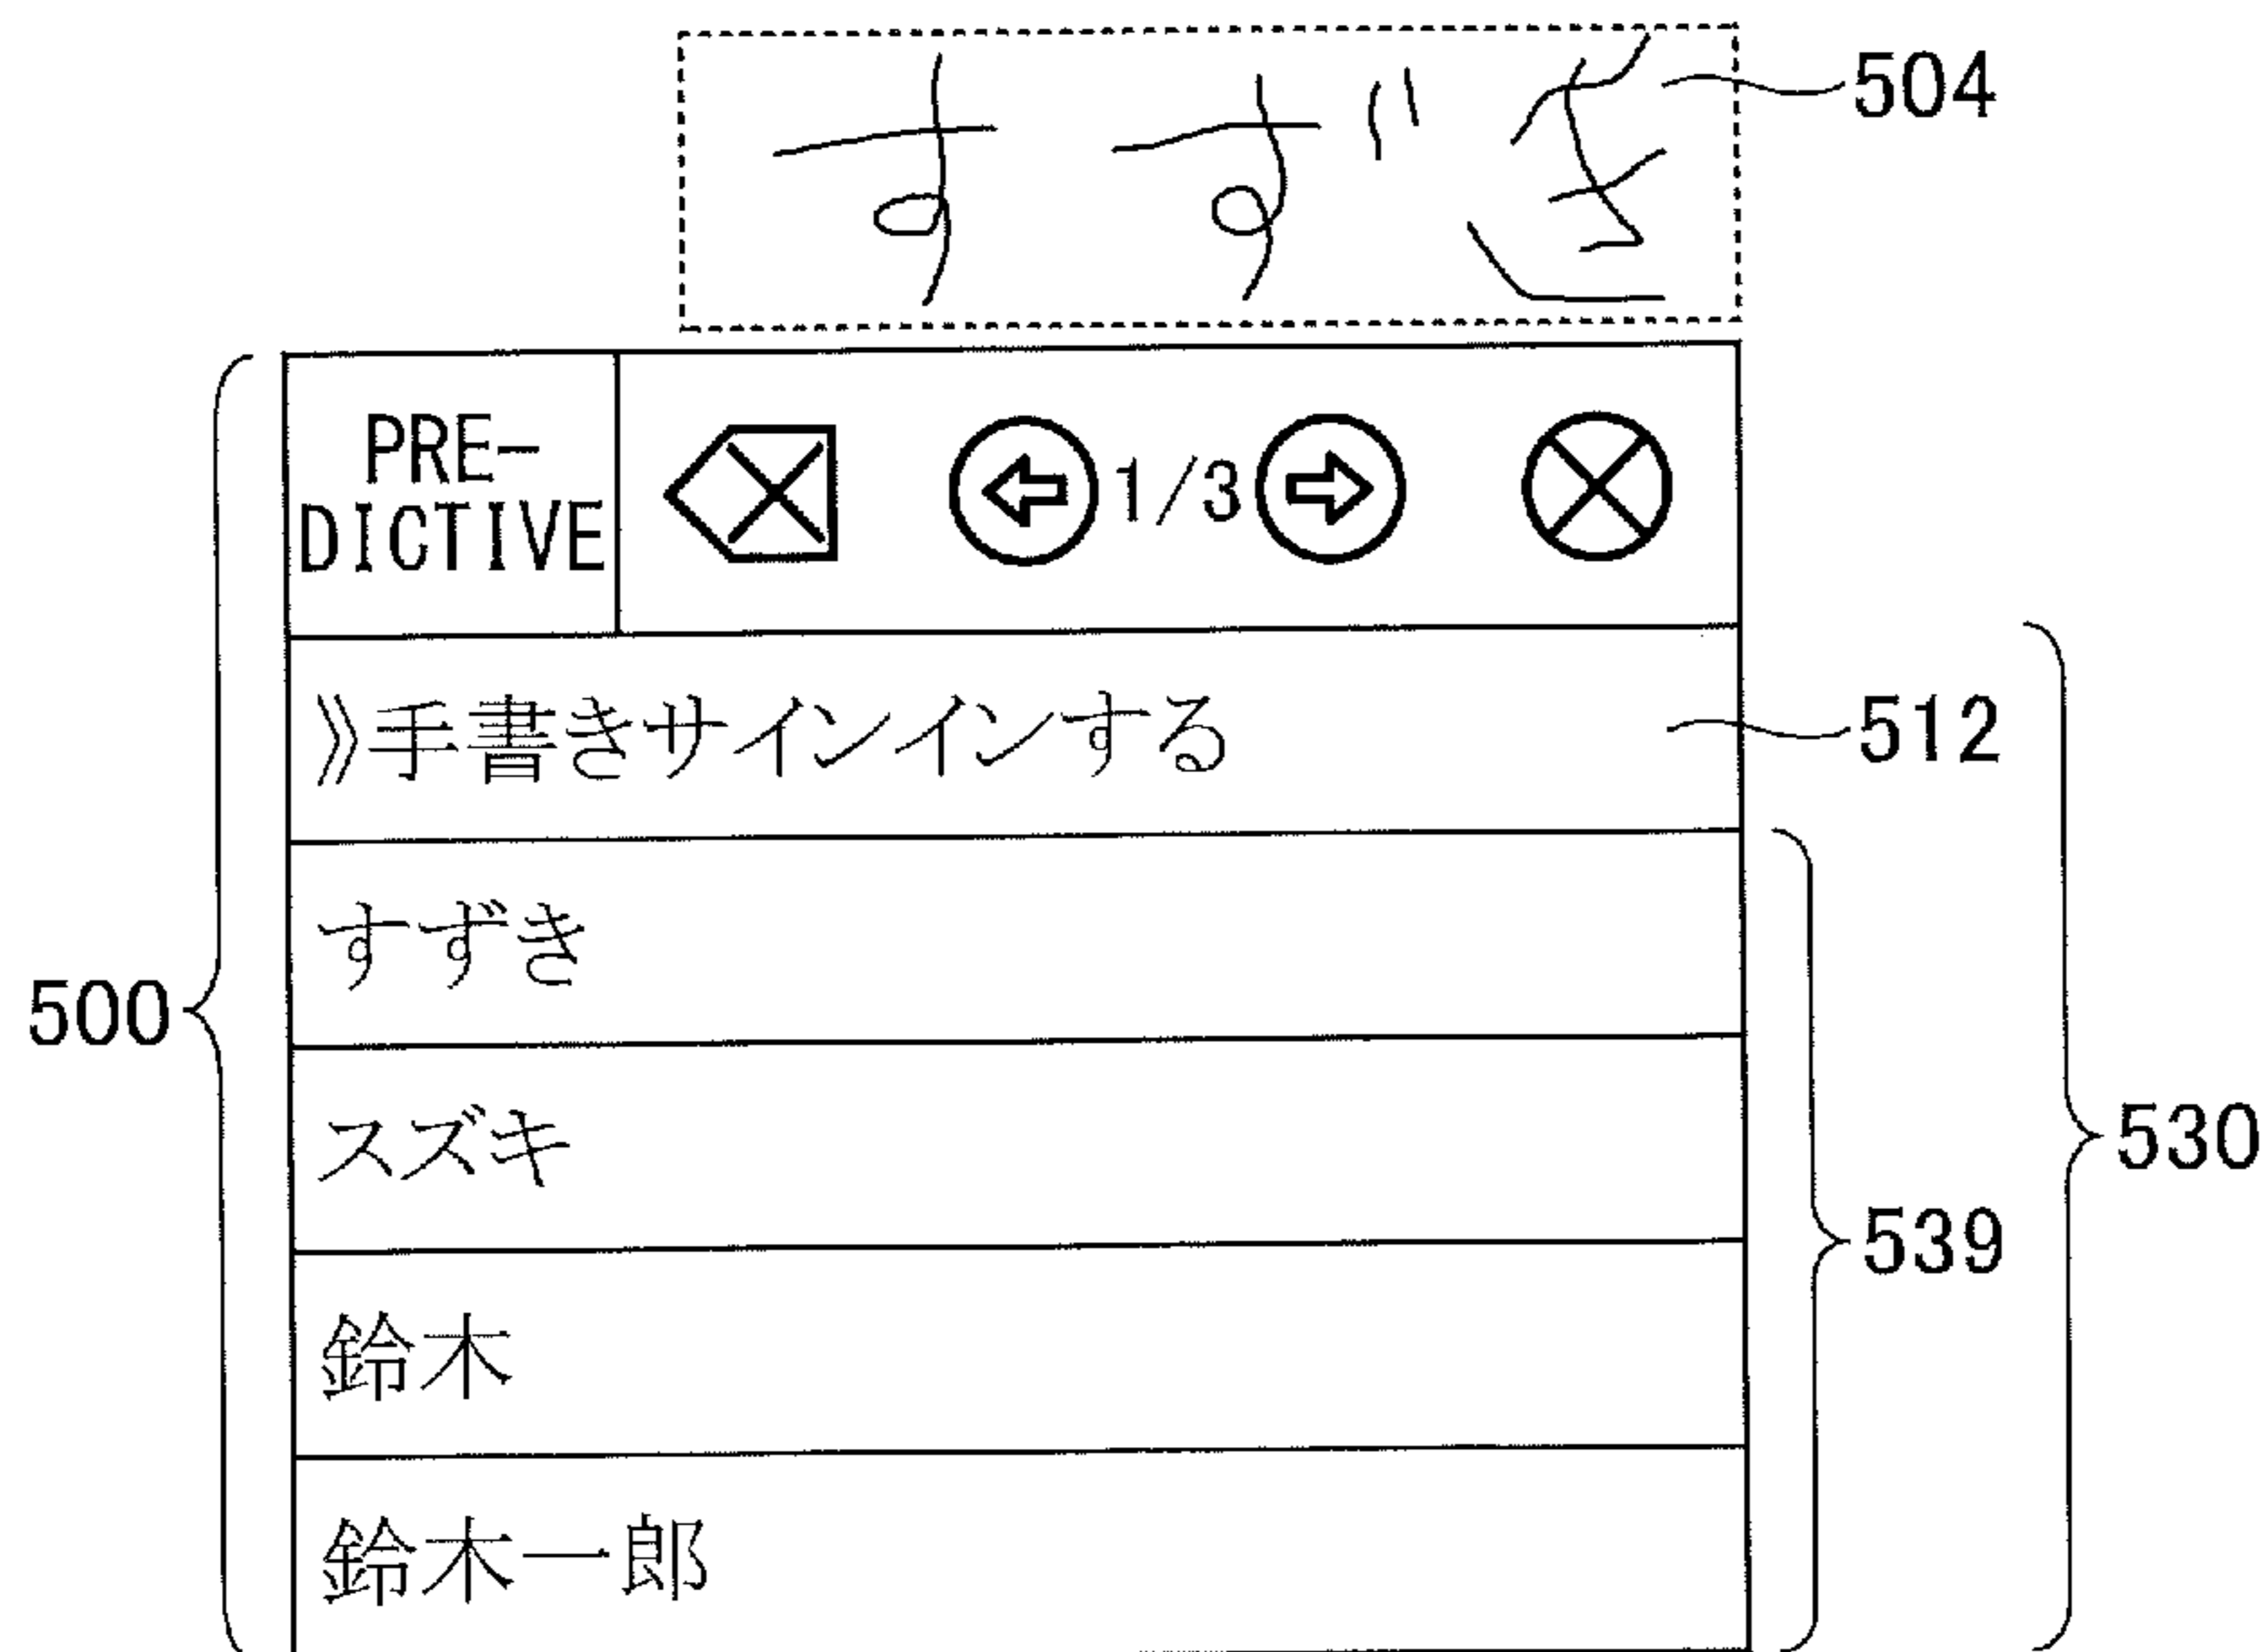 すずき
504
PRE-
DICTIVE
1/3
》手書きサインインする
512
すずき
500
スズキ
530
539
鈴木
鈴木一郎